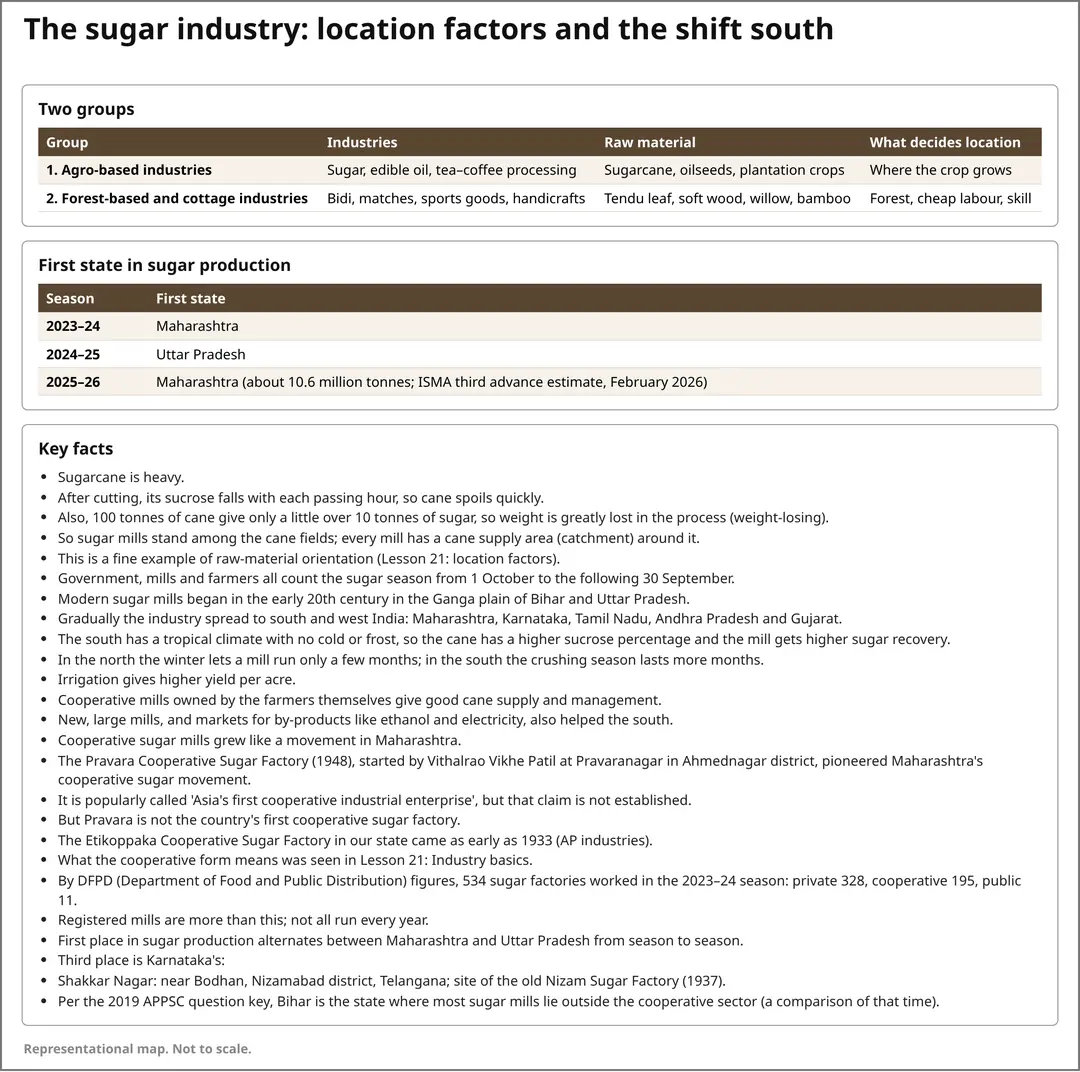 The sugar industry: location factors and the shift south
Two groups
Group Industries Raw material What decides location
1. Agro-based industries Sugar, edible oil, tea–coffee processing Sugarcane, oilseeds, plantation crops Where the crop grows
2. Forest-based and cottage industries Bidi, matches, sports goods, handicrafts Tendu leaf, soft wood, willow, bamboo Forest, cheap labour, skill
First state in sugar production
Season First state
2023–24 Maharashtra
2024–25 Uttar Pradesh
2025–26 Maharashtra (about 10.6 million tonnes; ISMA third advance estimate, February 2026)
Key facts
• Sugarcane is heavy.
• After cutting, its sucrose falls with each passing hour, so cane spoils quickly.
• Also, 100 tonnes of cane give only a little over 10 tonnes of sugar, so weight is greatly lost in the process (weight-losing).
• So sugar mills stand among the cane fields; every mill has a cane supply area (catchment) around it.
• This is a fine example of raw-material orientation (Lesson 21: location factors).
• Government, mills and farmers all count the sugar season from 1 October to the following 30 September.
• Modern sugar mills began in the early 20th century in the Ganga plain of Bihar and Uttar Pradesh.
• Gradually the industry spread to south and west India: Maharashtra, Karnataka, Tamil Nadu, Andhra Pradesh and Gujarat.
• The south has a tropical climate with no cold or frost, so the cane has a higher sucrose percentage and the mill gets higher sugar recovery.
• In the north the winter lets a mill run only a few months; in the south the crushing season lasts more months.
• Irrigation gives higher yield per acre.
• Cooperative mills owned by the farmers themselves give good cane supply and management.
• New, large mills, and markets for by-products like ethanol and electricity, also helped the south.
• Cooperative sugar mills grew like a movement in Maharashtra.
• The Pravara Cooperative Sugar Factory (1948), started by Vithalrao Vikhe Patil at Pravaranagar in Ahmednagar district, pioneered Maharashtra's
cooperative sugar movement.
• It is popularly called 'Asia's first cooperative industrial enterprise', but that claim is not established.
• But Pravara is not the country's first cooperative sugar factory.
• The Etikoppaka Cooperative Sugar Factory in our state came as early as 1933 (AP industries).
• What the cooperative form means was seen in Lesson 21: Industry basics.
• By DFPD (Department of Food and Public Distribution) figures, 534 sugar factories worked in the 2023–24 season: private 328, cooperative 195, public
11.
• Registered mills are more than this; not all run every year.
• First place in sugar production alternates between Maharashtra and Uttar Pradesh from season to season.
• Third place is Karnataka's:
• Shakkar Nagar: near Bodhan, Nizamabad district, Telangana; site of the old Nizam Sugar Factory (1937).
• Per the 2019 APPSC question key, Bihar is the state where most sugar mills lie outside the cooperative sector (a comparison of that time).
Representational map. Not to scale.